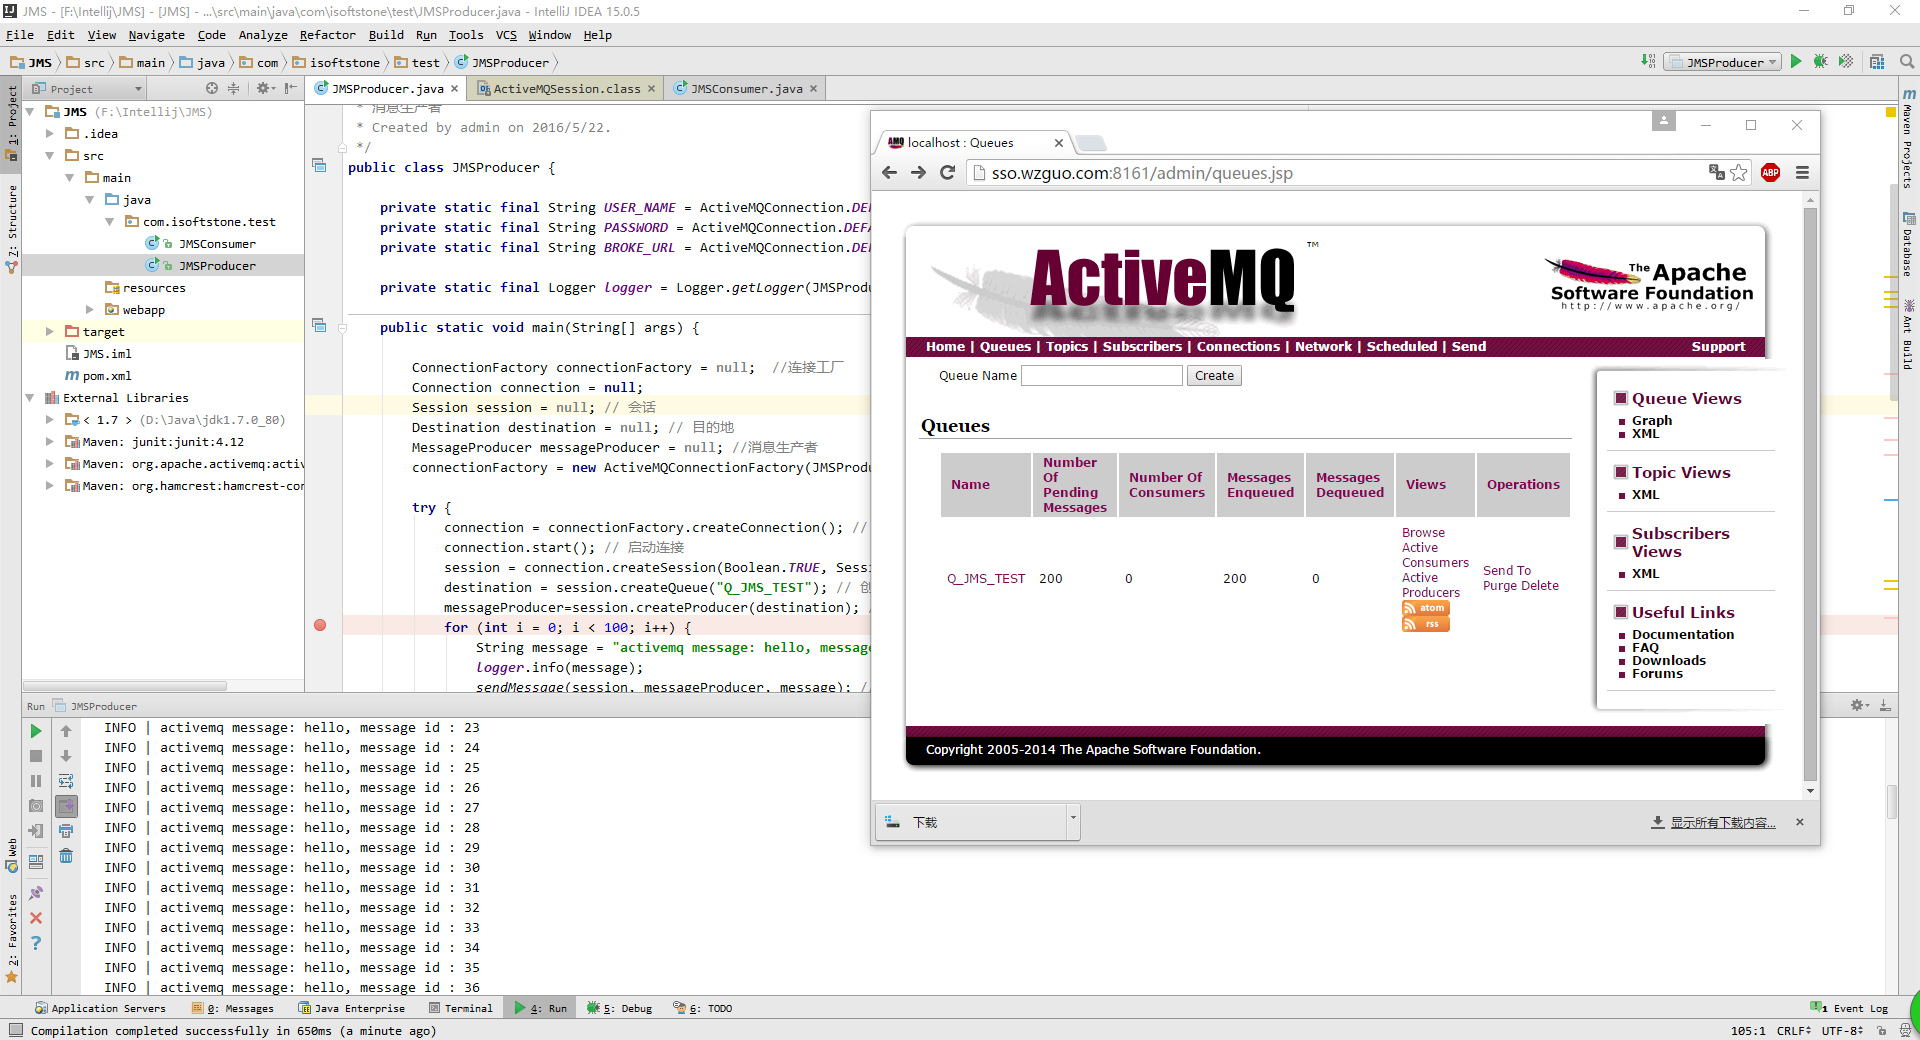 JMS - [F:\Intellij\JMS] - [JMS] - ...\src\main\java\com\isoftstone\test\JMSProducer.java - IntelliJ IDEA 15.0.5
File Edit View Navigate Code Analyze Refactor Build Run Tools VCS Window Help
JMS src main java com isoftstone test JMSProducer
JMSProducer
Project
JMSProducer.java ActiveMQSession.class JMSConsumer.java
1: Project
7: Structure
Web
2: Favorites
JMS (F:\Intellij\JMS)
.idea
src
main
java
com.isoftstone.test
JMSConsumer
JMSProducer
resources
webapp
target
JMS.iml
pom.xml
External Libraries
< 1.7 > (D:\Java\jdk1.7.0_80)
Maven: junit:junit:4.12
Maven: org.apache.activemq:activ
Maven: org.hamcrest:hamcrest-cor
* 消息生产者
* Created by admin on 2016/5/22.
*/
public class JMSProducer {
private static final String USER_NAME = ActiveMQConnection.DEF
private static final String PASSWORD = ActiveMQConnection.DEFA
private static final String BROKE_URL = ActiveMQConnection.DEF
private static final Logger logger = Logger.getLogger(JMSProdu
public static void main(String[] args) {
ConnectionFactory connectionFactory = null; //连接工厂
Connection connection = null;
Session session = null; // 会话
Destination destination = null; // 目的地
MessageProducer messageProducer = null; //消息生产者
connectionFactory = new ActiveMQConnectionFactory(JMSProdu
try {
connection = connectionFactory.createConnection(); //
connection.start(); // 启动连接
session = connection.createSession(Boolean.TRUE, Sessi
destination = session.createQueue("Q_JMS_TEST"); // 创
messageProducer=session.createProducer(destination); /
for (int i = 0; i < 100; i++) {
String message = "activemq message: hello, messag
logger.info(message);
sendMessage(session, messageProducer, message); //
localhost : Queues
sso.wzguo.com:8161/admin/queues.jsp
ABP
ActiveMQ ™
The Apache
Software Foundation
http://www.apache.org/
Home | Queues | Topics | Subscribers | Connections | Network | Scheduled | Send Support
Queue Name Create
Queues
Name Number Of Pending Messages Number Of Consumers Messages Enqueued Messages Dequeued Views Operations
Q_JMS_TEST 200 0 200 0
Browse
Active
Consumers
Active
Producers
atom
rss
Send To
Purge Delete
Queue Views
Graph
XML
Topic Views
XML
Subscribers
Views
XML
Useful Links
Documentation
FAQ
Downloads
Forums
Copyright 2005-2014 The Apache Software Foundation.
下载 显示所有下载内容...
Maven Projects
Database
Ant Build
Run JMSProducer
INFO | activemq message: hello, message id : 23
INFO | activemq message: hello, message id : 24
INFO | activemq message: hello, message id : 25
INFO | activemq message: hello, message id : 26
INFO | activemq message: hello, message id : 27
INFO | activemq message: hello, message id : 28
INFO | activemq message: hello, message id : 29
INFO | activemq message: hello, message id : 30
INFO | activemq message: hello, message id : 31
INFO | activemq message: hello, message id : 32
INFO | activemq message: hello, message id : 33
INFO | activemq message: hello, message id : 34
INFO | activemq message: hello, message id : 35
INFO | activemq message: hello, message id : 36
Application Servers 0: Messages Java Enterprise Terminal 4: Run 5: Debug 6: TODO 1 Event Log
Compilation completed successfully in 650ms (a minute ago) 105:1 CRLF UTF-8